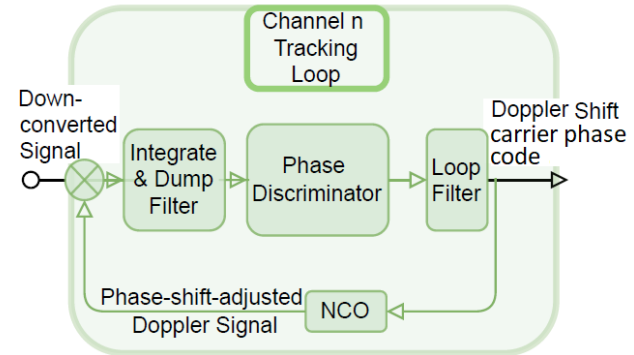 Channel n
Tracking
Loop
Down-
converted
Signal
Integrate
& Dump
Filter
Phase
Discriminator
Loop
Filter
Doppler Shift
carrier phase
code
Phase-shift-adjusted
Doppler Signal
NCO